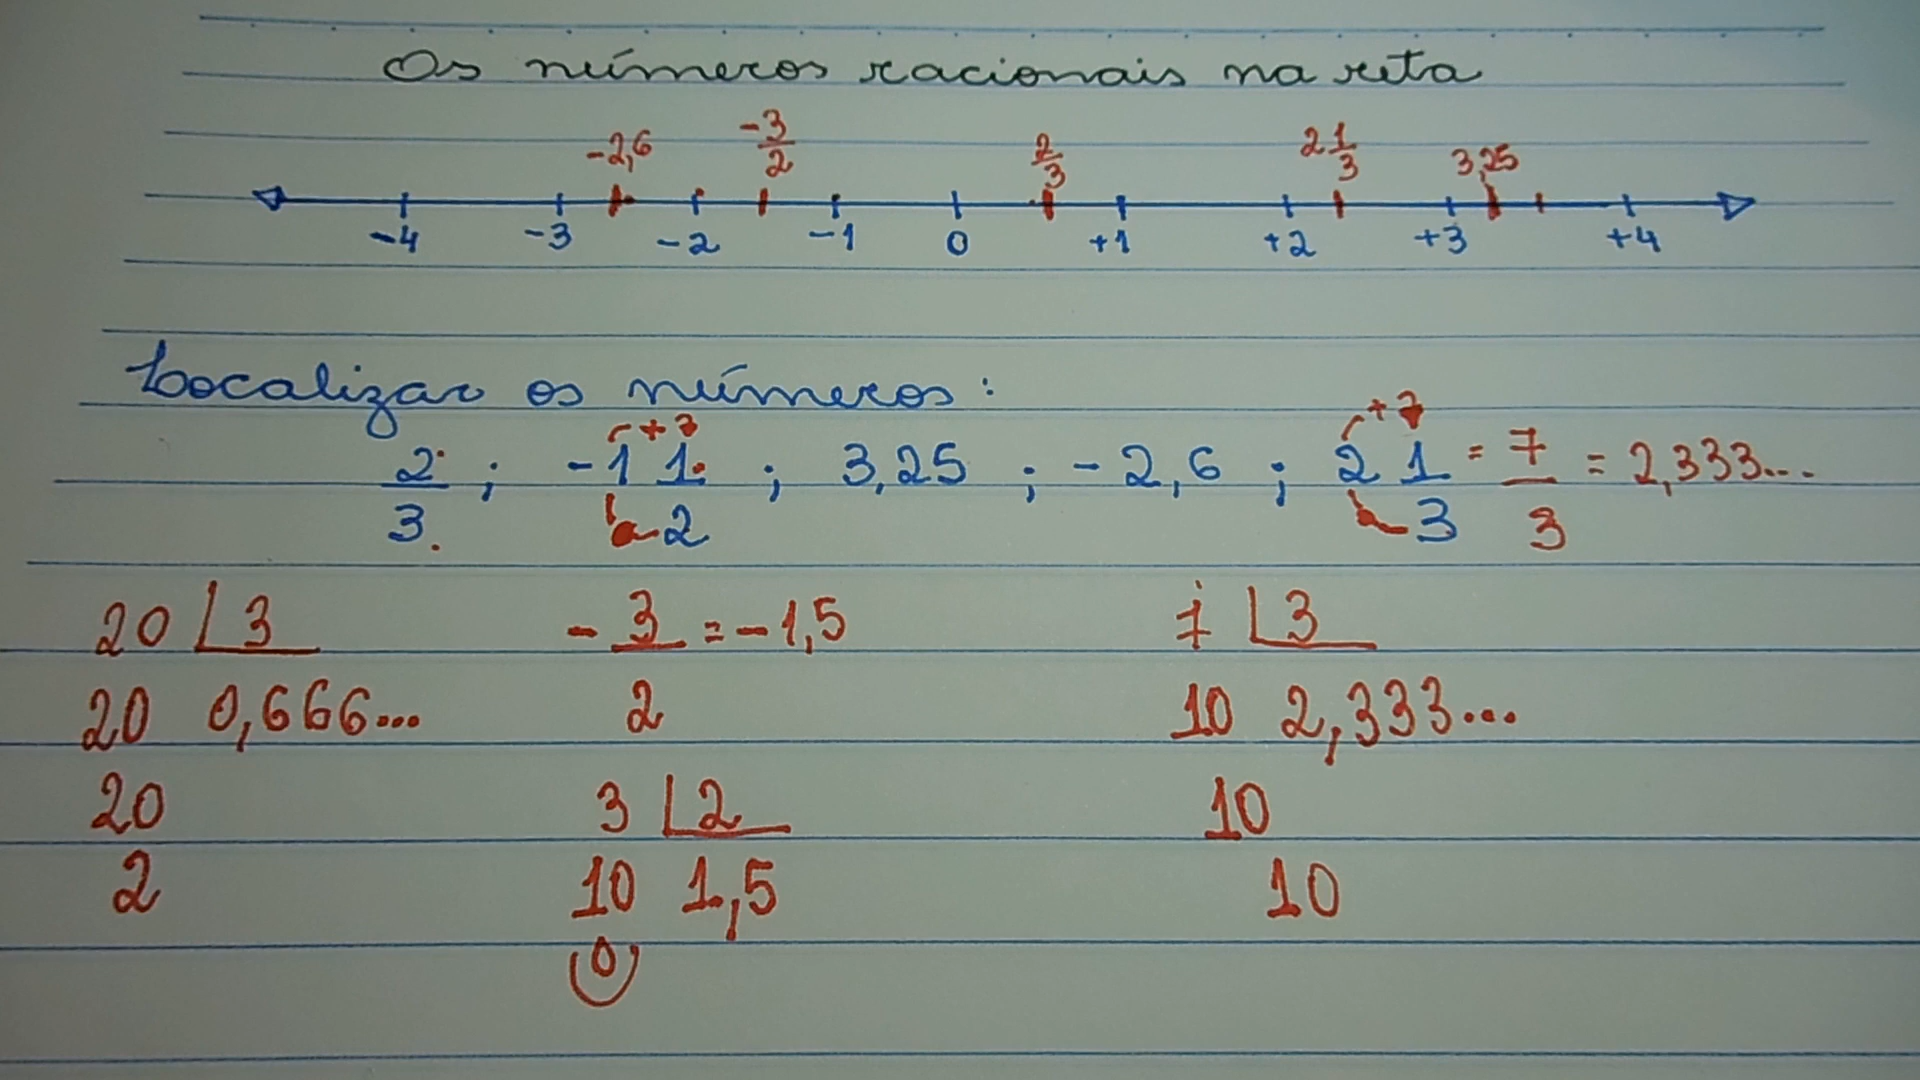 Os números racionais na reta
-2,6 -3/2 2/3 2 1/3 3,25
-4 -3 -2 -1 0 +1 +2 +3 +4
Localizar os números:
+ +
2/3 ; -1 1/2 ; 3,25 ; -2,6 ; 2 1/3 = 7/3 = 2,333...
20 3 -3/2 = -1,5 7 3
20 0,666... 10 2,333...
20 3 2 10
2 10 1,5 10
0